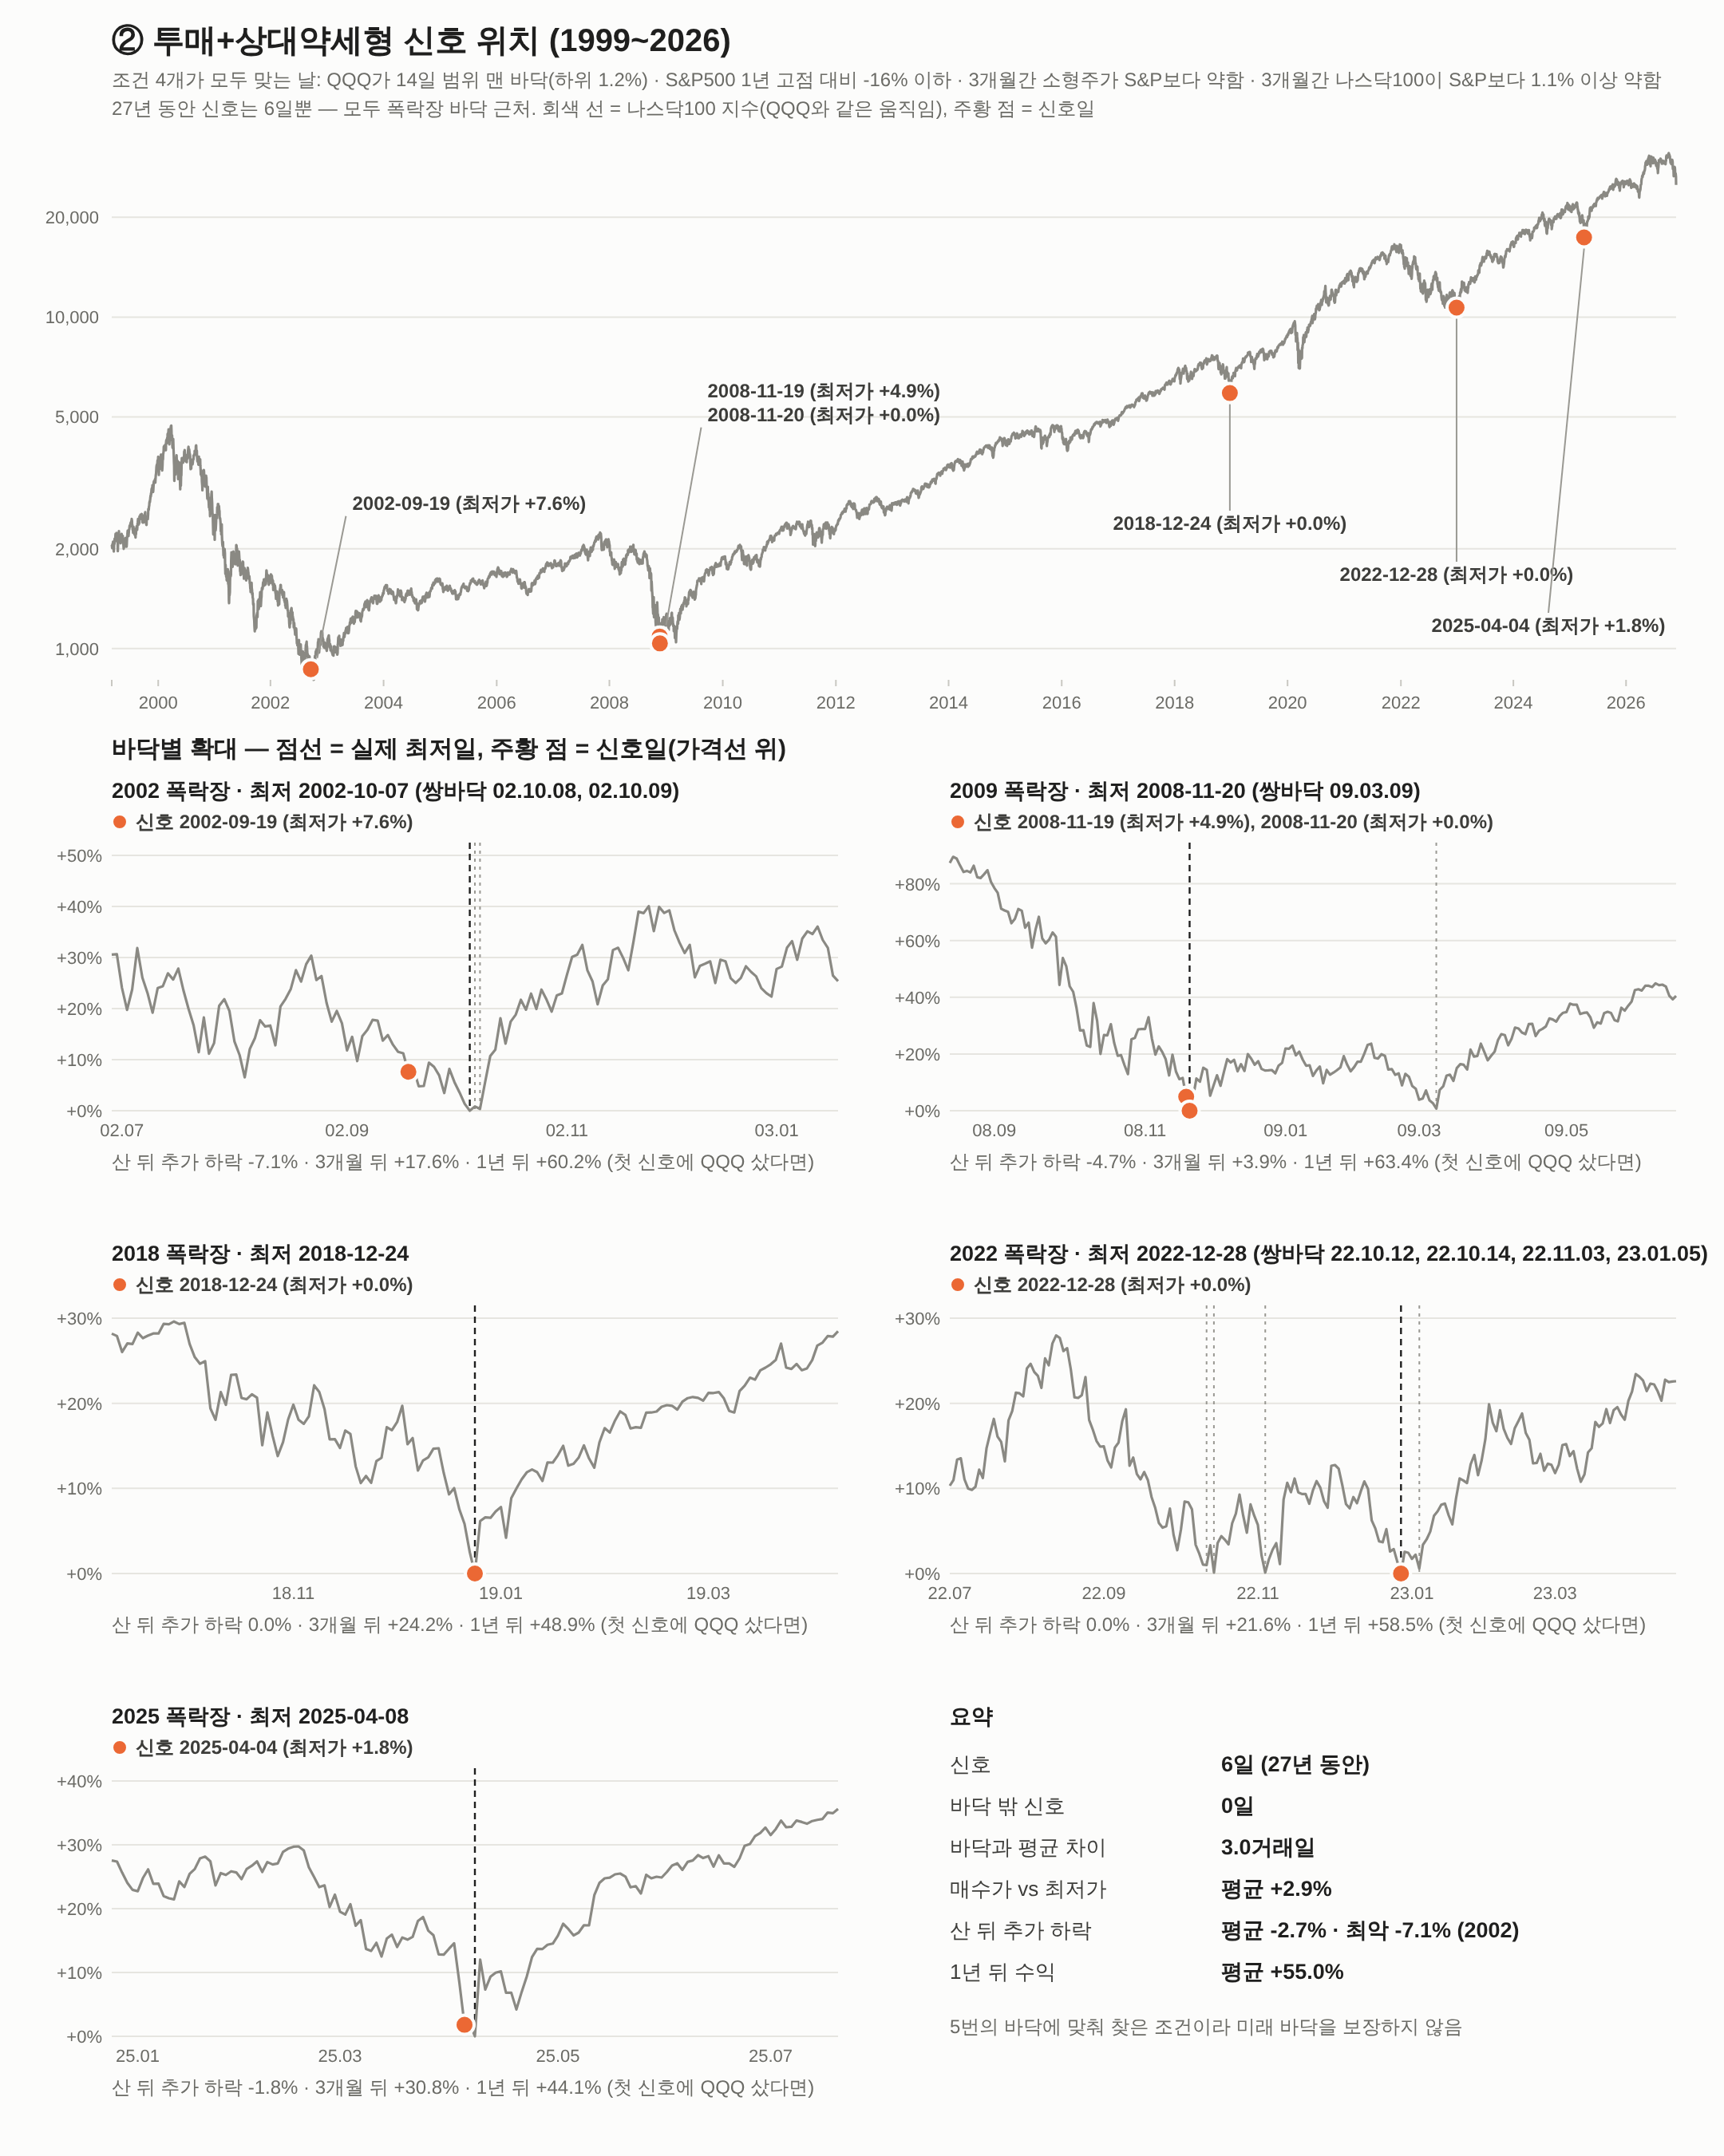 ② 투매+상대약세형 신호 위치 (1999~2026)
조건 4개가 모두 맞는 날: QQQ가 14일 범위 맨 바닥(하위 1.2%) · S&P500 1년 고점 대비 -16% 이하 · 3개월간 소형주가 S&P보다 약함 · 3개월간 나스닥100이 S&P보다 1.1% 이상 약함
27년 동안 신호는 6일뿐 — 모두 폭락장 바닥 근처. 회색 선 = 나스닥100 지수(QQQ와 같은 움직임), 주황 점 = 신호일
20,000
10,000
5,000
2,000
1,000
2008-11-19 (최저가 +4.9%)
2008-11-20 (최저가 +0.0%)
2002-09-19 (최저가 +7.6%)
2018-12-24 (최저가 +0.0%)
2022-12-28 (최저가 +0.0%)
2025-04-04 (최저가 +1.8%)
2000 2002 2004 2006 2008 2010 2012 2014 2016 2018 2020 2022 2024 2026
바닥별 확대 — 점선 = 실제 최저일, 주황 점 = 신호일(가격선 위)
2002 폭락장 · 최저 2002-10-07 (쌍바닥 02.10.08, 02.10.09)
신호 2002-09-19 (최저가 +7.6%)
+50%
+40%
+30%
+20%
+10%
+0%
02.07 02.09 02.11 03.01
산 뒤 추가 하락 -7.1% · 3개월 뒤 +17.6% · 1년 뒤 +60.2% (첫 신호에 QQQ 샀다면)
2009 폭락장 · 최저 2008-11-20 (쌍바닥 09.03.09)
신호 2008-11-19 (최저가 +4.9%), 2008-11-20 (최저가 +0.0%)
+80%
+60%
+40%
+20%
+0%
08.09 08.11 09.01 09.03 09.05
산 뒤 추가 하락 -4.7% · 3개월 뒤 +3.9% · 1년 뒤 +63.4% (첫 신호에 QQQ 샀다면)
2018 폭락장 · 최저 2018-12-24
신호 2018-12-24 (최저가 +0.0%)
+30%
+20%
+10%
+0%
18.11 19.01 19.03
산 뒤 추가 하락 0.0% · 3개월 뒤 +24.2% · 1년 뒤 +48.9% (첫 신호에 QQQ 샀다면)
2022 폭락장 · 최저 2022-12-28 (쌍바닥 22.10.12, 22.10.14, 22.11.03, 23.01.05)
신호 2022-12-28 (최저가 +0.0%)
+30%
+20%
+10%
+0%
22.07 22.09 22.11 23.01 23.03
산 뒤 추가 하락 0.0% · 3개월 뒤 +21.6% · 1년 뒤 +58.5% (첫 신호에 QQQ 샀다면)
2025 폭락장 · 최저 2025-04-08
신호 2025-04-04 (최저가 +1.8%)
+40%
+30%
+20%
+10%
+0%
25.01 25.03 25.05 25.07
산 뒤 추가 하락 -1.8% · 3개월 뒤 +30.8% · 1년 뒤 +44.1% (첫 신호에 QQQ 샀다면)
요약
신호 6일 (27년 동안)
바닥 밖 신호 0일
바닥과 평균 차이 3.0거래일
매수가 vs 최저가 평균 +2.9%
산 뒤 추가 하락 평균 -2.7% · 최악 -7.1% (2002)
1년 뒤 수익 평균 +55.0%
5번의 바닥에 맞춰 찾은 조건이라 미래 바닥을 보장하지 않음